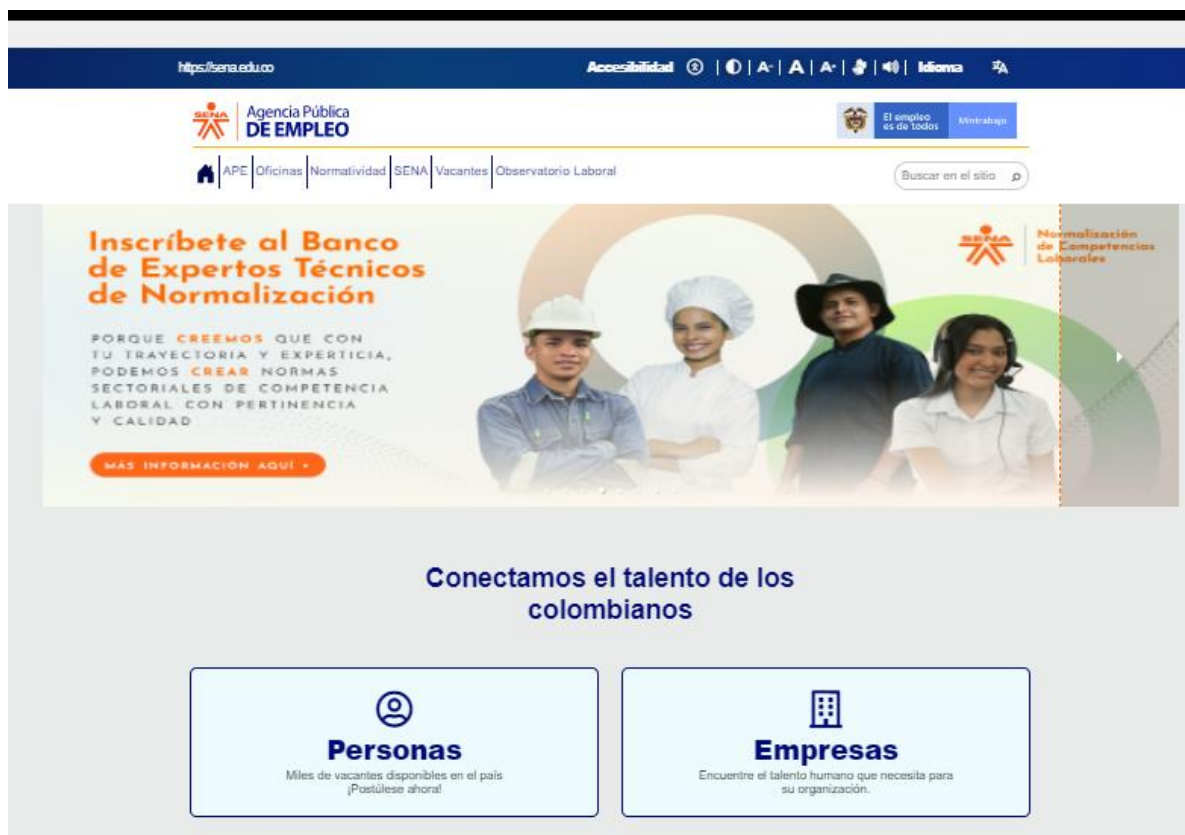 https://sena.edu.co
Accesibilidad | | A- | A | A+ | | | Idioma
SENA
Agencia Pública
DE EMPLEO
El empleo
es de todos
Mintrabajo
APE Oficinas Normatividad SENA Vacantes Observatorio Laboral
Buscar en el sitio
Inscríbete al Banco
de Expertos Técnicos
de Normalización
PORQUE CREEMOS QUE CON
TU TRAYECTORIA Y EXPERTICIA,
PODEMOS CREAR NORMAS
SECTORIALES DE COMPETENCIA
LABORAL CON PERTINENCIA
Y CALIDAD
MÁS INFORMACIÓN AQUÍ
SENA
Normalización
de Competencias
Laborales
Conectamos el talento de los
colombianos
Personas
Miles de vacantes disponibles en el país
¡Postúlese ahora!
Empresas
Encuentre el talento humano que necesita para
su organización.